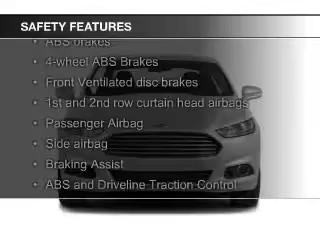 SAFETY FEATURES
• ABS brakes
• 4-wheel ABS Brakes
• Front Ventilated disc brakes
• 1st and 2nd row curtain head airbags
• Passenger Airbag
• Side airbag
• Braking Assist
• ABS and Driveline Traction Control